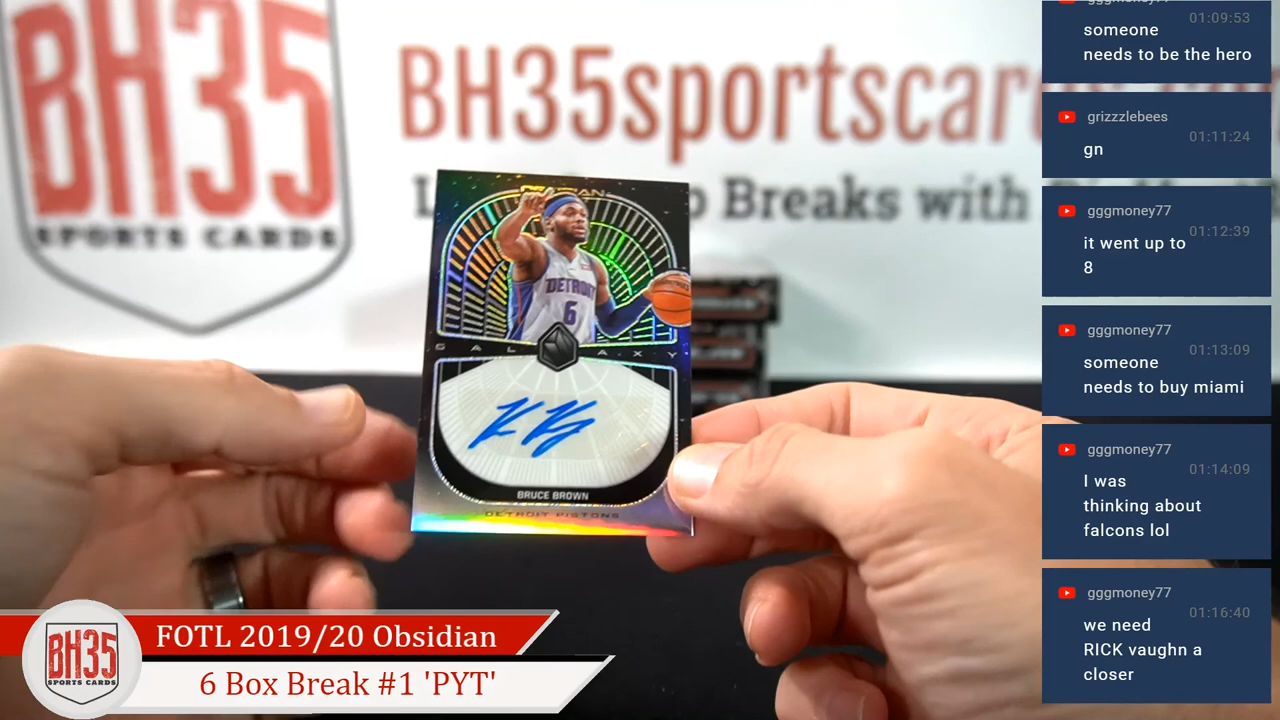 BH35
SPORTS CARDS
BH35sportscar
Breaks with
GALAXY
DETROIT
6
BRUCE BROWN
DETROIT PISTONS
BH35
SPORTS CARDS
FOTL 2019/20 Obsidian
6 Box Break #1 'PYT'
gggmoney77
01:09:53
someone
needs to be the hero
grizzzlebees
01:11:24
gn
gggmoney77
01:12:39
it went up to
8
gggmoney77
01:13:09
someone
needs to buy miami
gggmoney77
01:14:09
I was
thinking about
falcons lol
gggmoney77
01:16:40
we need
RICK vaughn a
closer